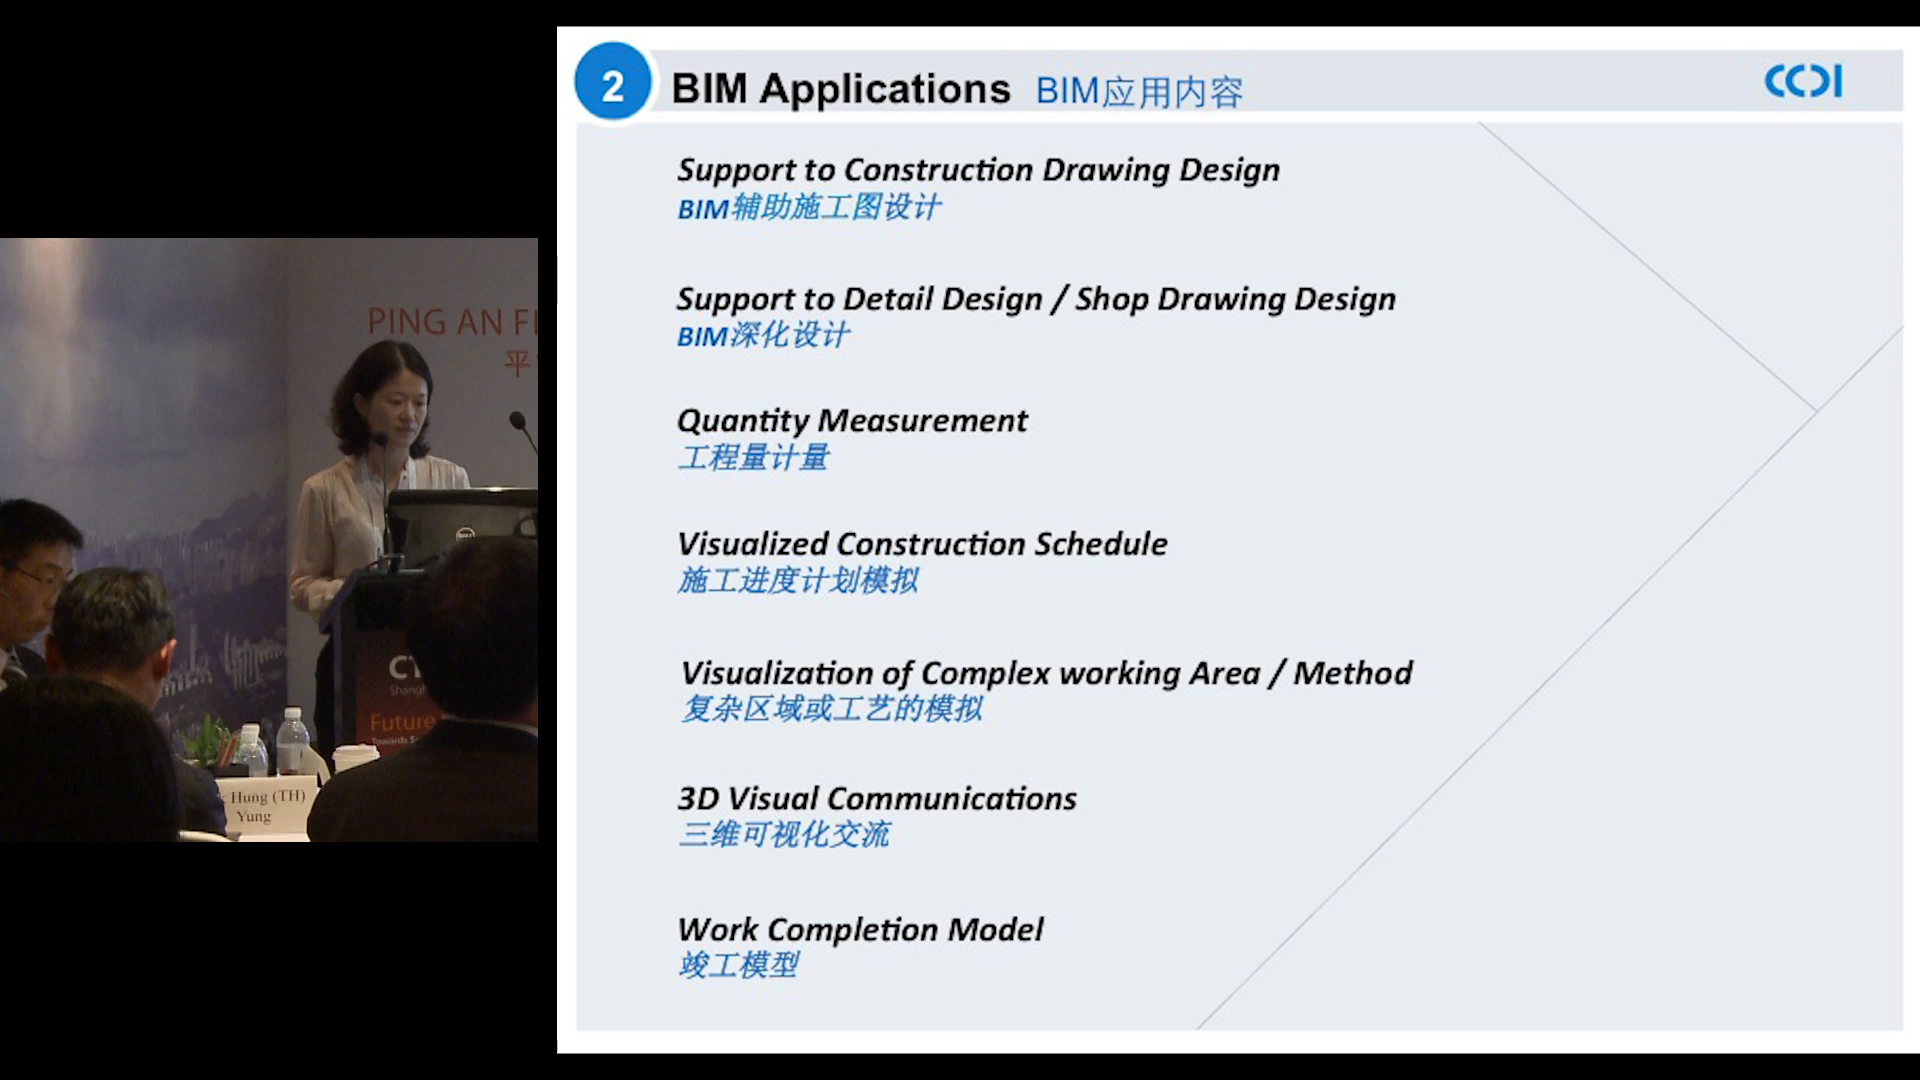 2
BIM Applications BIM应用内容
CCDI
Support to Construction Drawing Design
BIM辅助施工图设计
Support to Detail Design / Shop Drawing Design
BIM深化设计
Quantity Measurement
工程量计量
Visualized Construction Schedule
施工进度计划模拟
Visualization of Complex working Area / Method
复杂区域或工艺的模拟
3D Visual Communications
三维可视化交流
Work Completion Model
竣工模型
PING AN FI
平
CT
Shangh
Future
Towards S
Hung (TH)
Yung